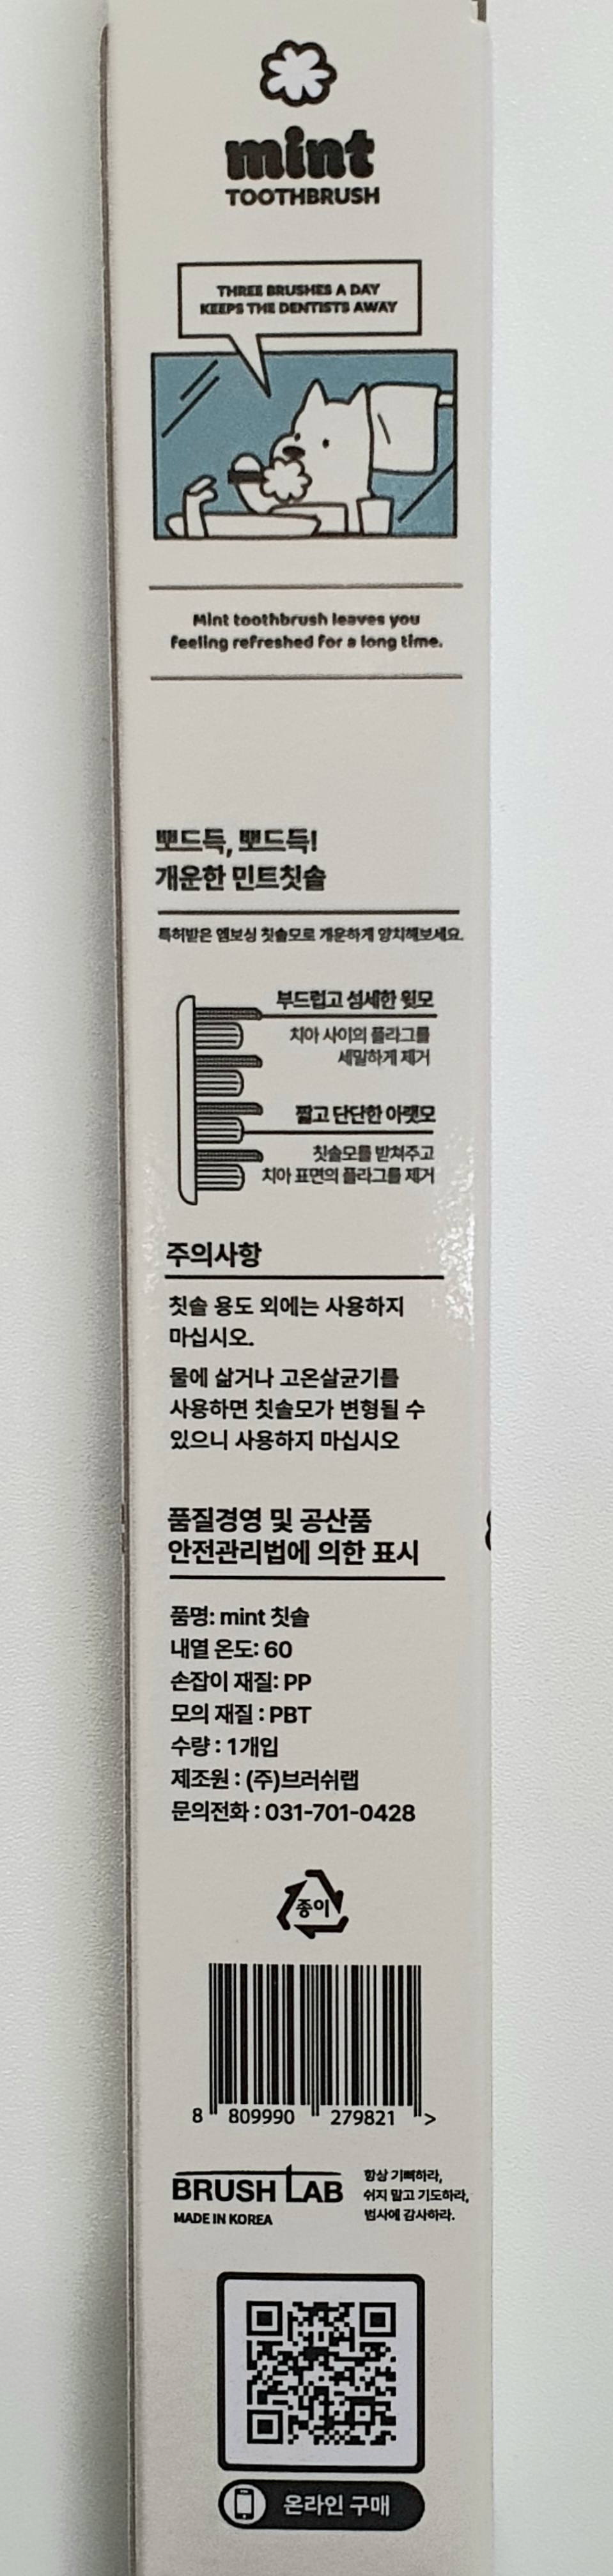 mint
TOOTHBRUSH
THREE BRUSHES A DAY
KEEPS THE DENTISTS AWAY
Mint toothbrush leaves you
feeling refreshed for a long time.
뽀드득, 뽀드득!
개운한 민트칫솔
특허받은 엠보싱 칫솔모로 개운하게 양치해보세요.
부드럽고 섬세한 윗모
치아 사이의 플라그를
세밀하게 제거
짧고 단단한 아랫모
칫솔모를 받쳐주고
치아 표면의 플라그를 제거
주의사항
칫솔 용도 외에는 사용하지
마십시오.
물에 삶거나 고온살균기를
사용하면 칫솔모가 변형될 수
있으니 사용하지 마십시오
품질경영 및 공산품
안전관리법에 의한 표시
품명: mint 칫솔
내열 온도: 60
손잡이 재질: PP
모의 재질 : PBT
수량 : 1개입
제조원 : (주)브러쉬랩
문의전화 : 031-701-0428
종이
8 809990 279821 >
BRUSH LAB
MADE IN KOREA
항상 기뻐하라,
쉬지 말고 기도하라,
범사에 감사하라.
온라인 구매